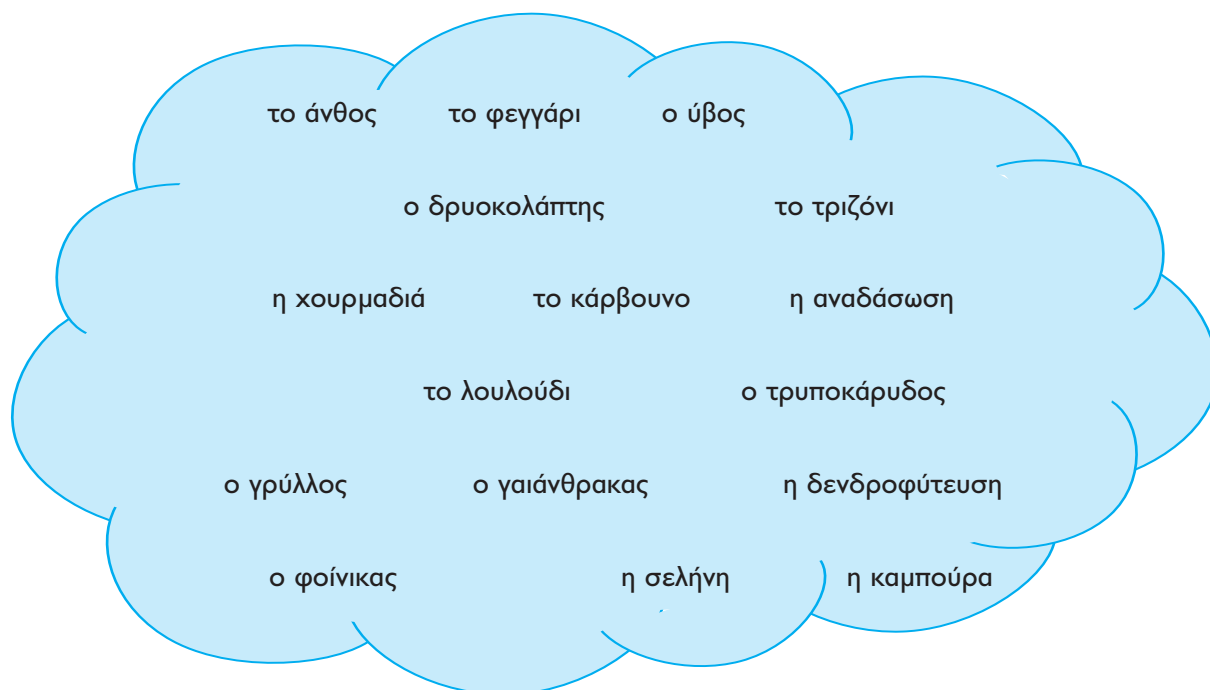 το άνθος το φεγγάρι ο ύβος
ο δρυοκολάπτης το τριζόνι
η χουρμαδιά το κάρβουνο η αναδάσωση
το λουλούδι ο τρυποκάρυδος
ο γρύλλος ο γαιάνθρακας η δενδροφύτευση
ο φοίνικας η σελήνη η καμπούρα